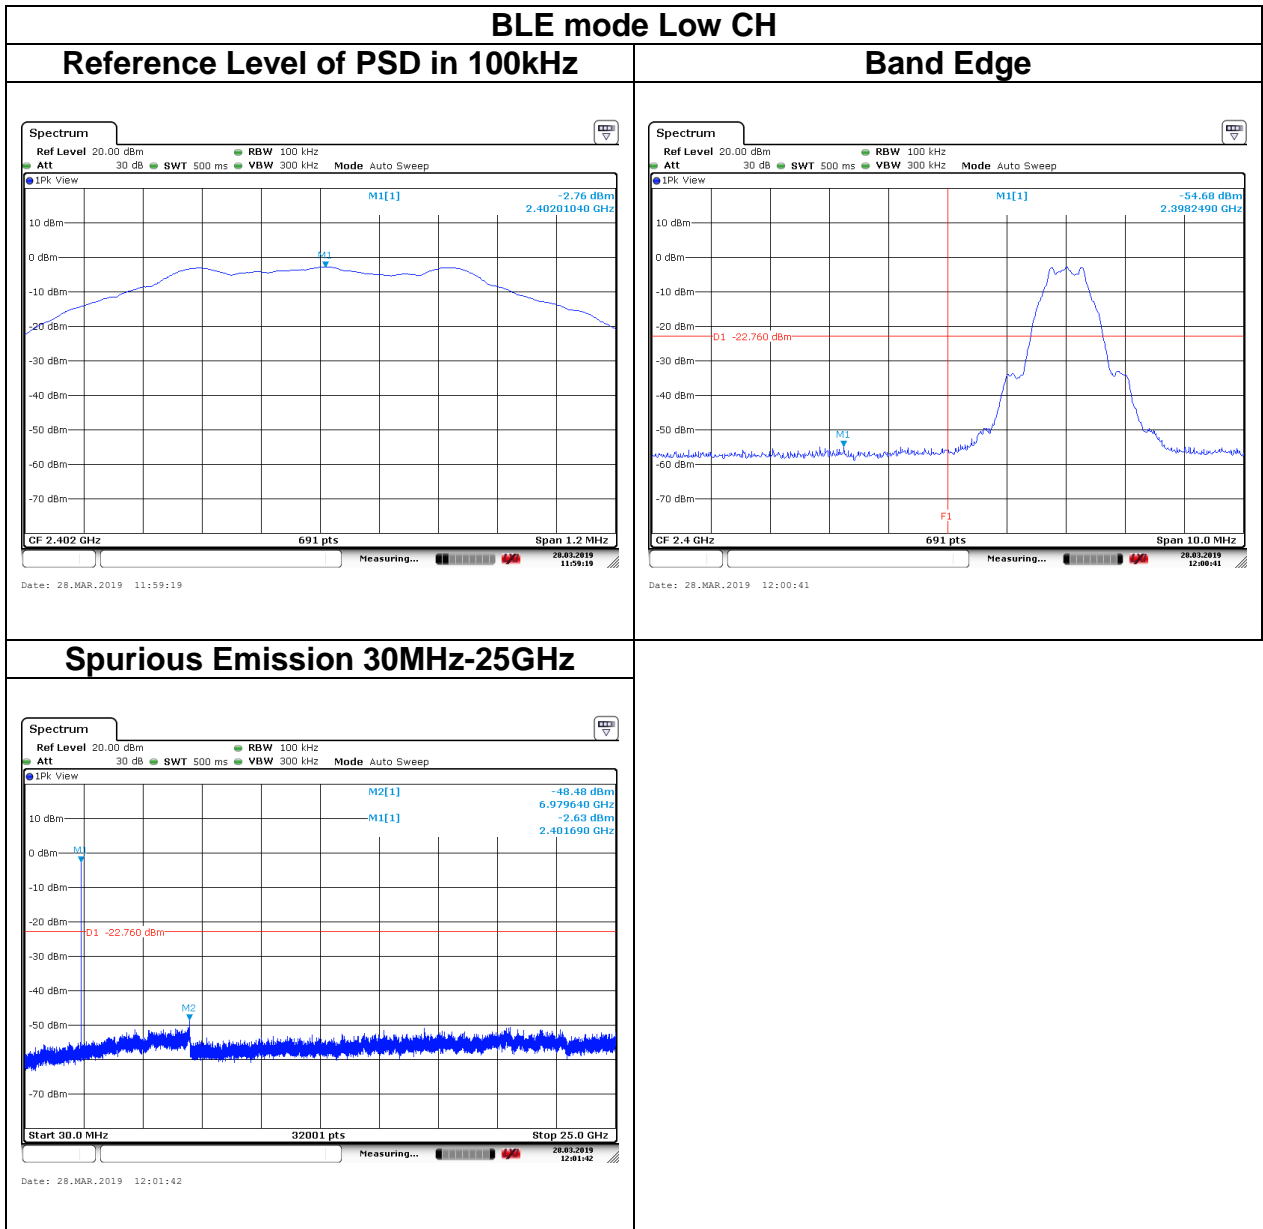 BLE mode Low CH
Reference Level of PSD in 100kHz
Band Edge
Spectrum
Ref Level 20.00 dBm RBW 100 kHz
Att 30 dB SWT 500 ms VBW 300 kHz Mode Auto Sweep
1Pk View
M1[1] -2.76 dBm
2.40201040 GHz
10 dBm
0 dBm
M1
-10 dBm
-20 dBm
-30 dBm
-40 dBm
-50 dBm
-60 dBm
-70 dBm
CF 2.402 GHz 691 pts Span 1.2 MHz
Measuring... 28.03.2019
11:59:19
Date: 28.MAR.2019 11:59:19
Spectrum
Ref Level 20.00 dBm RBW 100 kHz
Att 30 dB SWT 500 ms VBW 300 kHz Mode Auto Sweep
1Pk View
M1[1] -54.68 dBm
2.3982490 GHz
10 dBm
0 dBm
-10 dBm
-20 dBm
D1 -22.760 dBm
-30 dBm
-40 dBm
-50 dBm
M1
-60 dBm
-70 dBm
F1
CF 2.4 GHz 691 pts Span 10.0 MHz
Measuring... 28.03.2019
12:00:41
Date: 28.MAR.2019 12:00:41
Spurious Emission 30MHz-25GHz
Spectrum
Ref Level 20.00 dBm RBW 100 kHz
Att 30 dB SWT 500 ms VBW 300 kHz Mode Auto Sweep
1Pk View
M2[1] -48.48 dBm
6.979640 GHz
10 dBm M1[1] -2.63 dBm
2.401690 GHz
0 dBm M1
-10 dBm
-20 dBm
D1 -22.760 dBm
-30 dBm
-40 dBm
M2
-50 dBm
-70 dBm
Start 30.0 MHz 32001 pts Stop 25.0 GHz
Measuring... 28.03.2019
12:01:42
Date: 28.MAR.2019 12:01:42